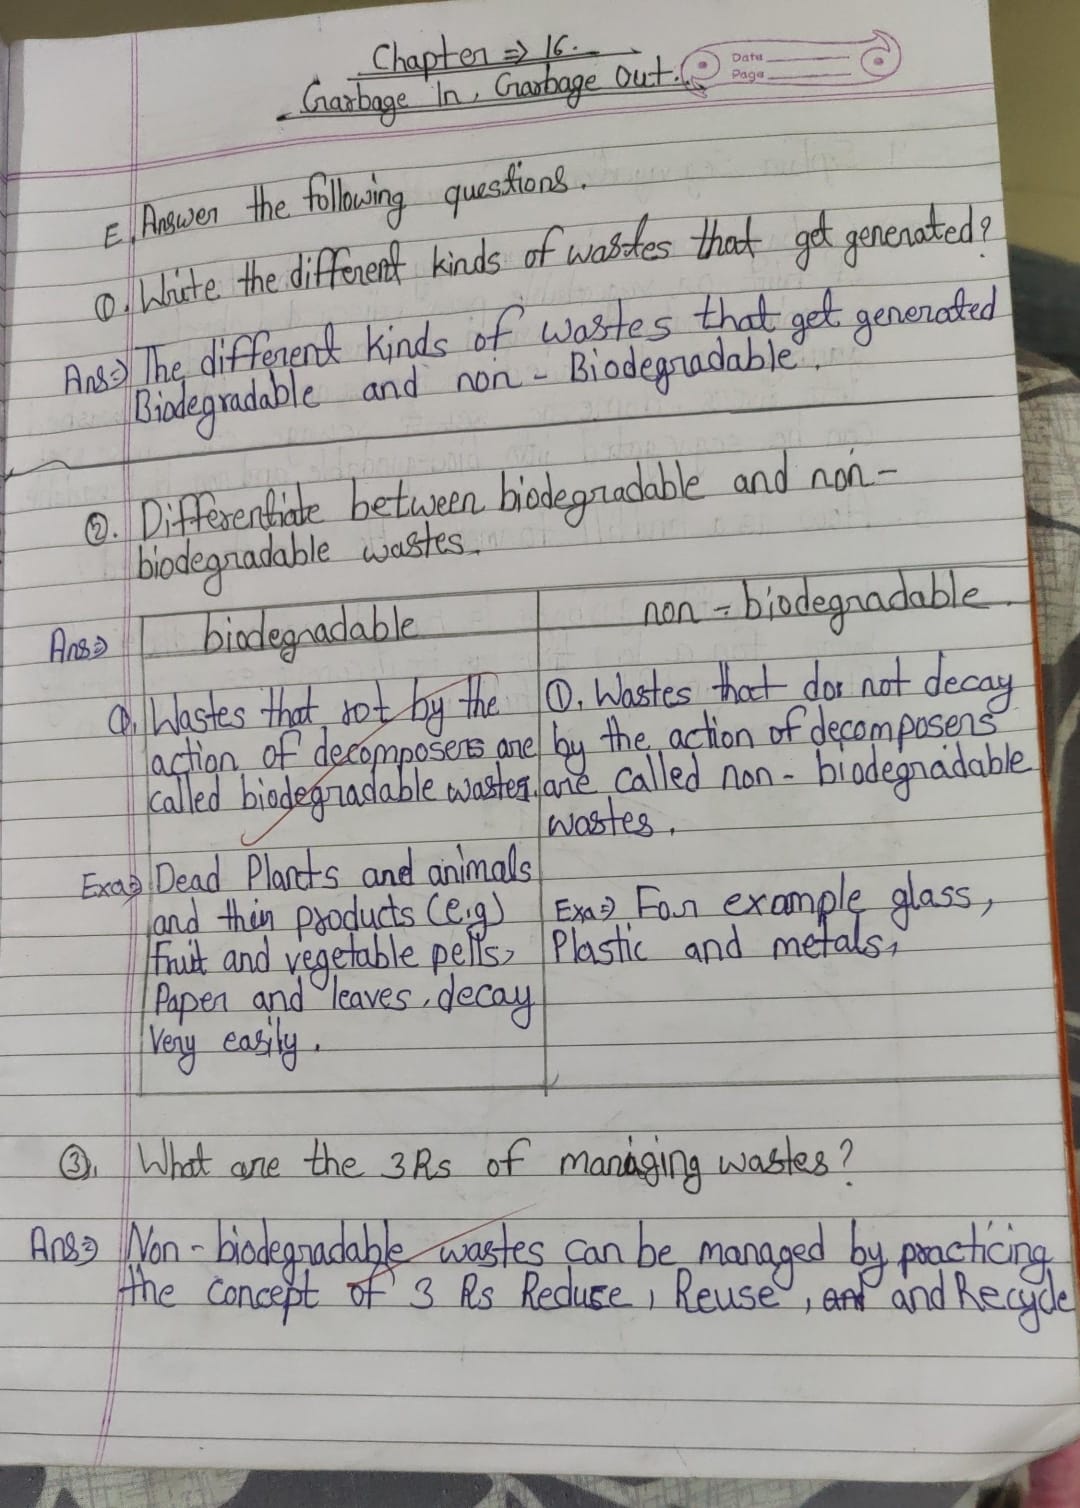 Chapter ⇒ 16.
Garbage In, Garbage Out.
Date
Page
E. Answer the following questions.
①. Write the different kinds of wastes that get generated?
Ans⇒ The different kinds of wastes that get generated
Biodegradable and non - Biodegradable.
②. Differentiate between biodegradable and non-
biodegradable wastes.
Ans⇒ biodegradable
non - biodegradable.
①. Wastes that rot by the
action of decomposers are
called biodegradable wastes.
Exa⇒ Dead Plants and animals
and thier products (e.g)
fruit and vegetable pells,
Paper and leaves, decay
Very easily.
①. Wastes that dos not decay
by the action of decomposers
are called non - biodegradable
wastes.
Exa⇒ For example glass,
Plastic and metals,
③. What are the 3Rs of managing wastes?
Ans⇒ Non - biodegradable wastes can be managed by practicing
the concept of 3 Rs Reduse, Reuse, and and Recycle